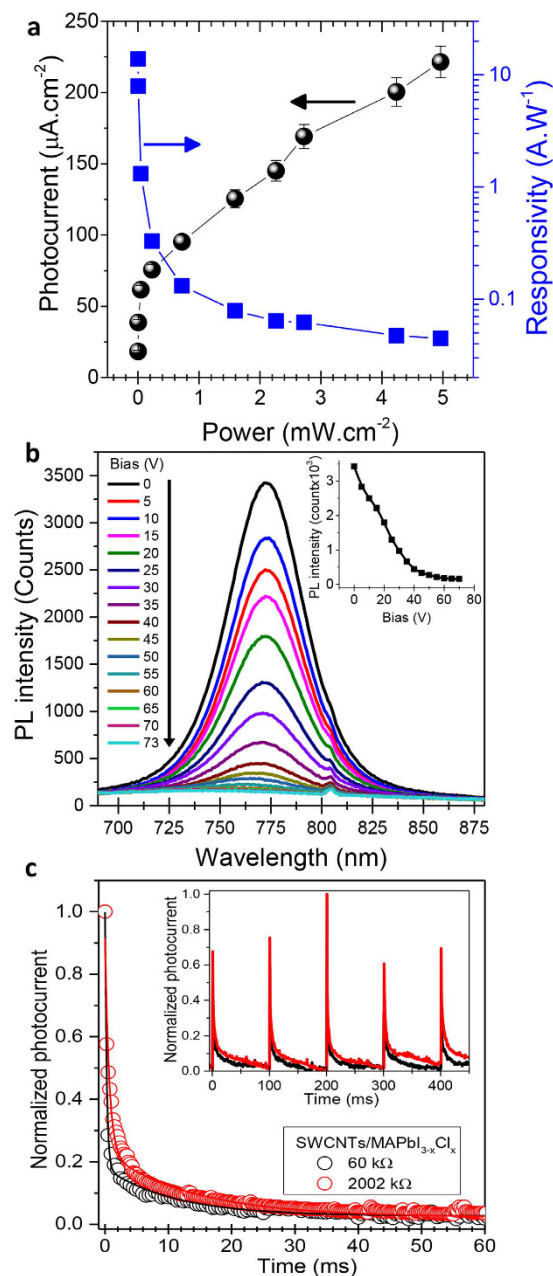 a
250
200
150
100
50
0
Photocurrent (μA.cm⁻²)
10
1
0.1
Responsivity (A.W⁻¹)
0 1 2 3 4 5
Power (mW.cm⁻²)
b
3500
3000
2500
2000
1500
1000
500
0
PL intensity (Counts)
Bias (V)
0
5
10
15
20
25
30
35
40
45
50
55
60
65
70
73
PL intensity (countx10³)
3
2
1
0
0 20 40 60 80
Bias (V)
700 725 750 775 800 825 850 875
Wavelength (nm)
c
1.0
0.8
0.6
0.4
0.2
0.0
Normalized photocurrent
Normalized photocurrent
1.0
0.8
0.6
0.4
0.2
0.0
0 100 200 300 400
Time (ms)
SWCNTs/MAPbI₃₋ₓClₓ
60 kΩ
2002 kΩ
0 10 20 30 40 50 60
Time (ms)